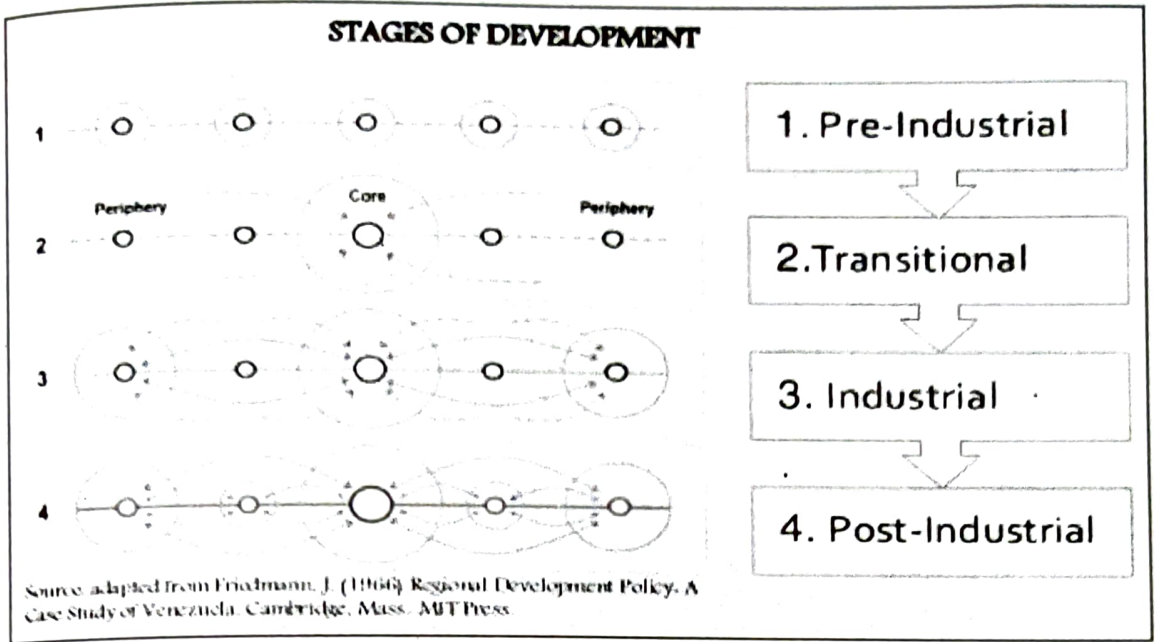 STAGES OF DEVELOPMENT
1
Periphery
Core
Periphery
2
3
4
1. Pre-Industrial
2.Transitional
3. Industrial
4. Post-Industrial
Source: adapted from Friedmann, J. (1966) Regional Development Policy. A
Case Study of Venezuela. Cambridge, Mass. MIT Press.